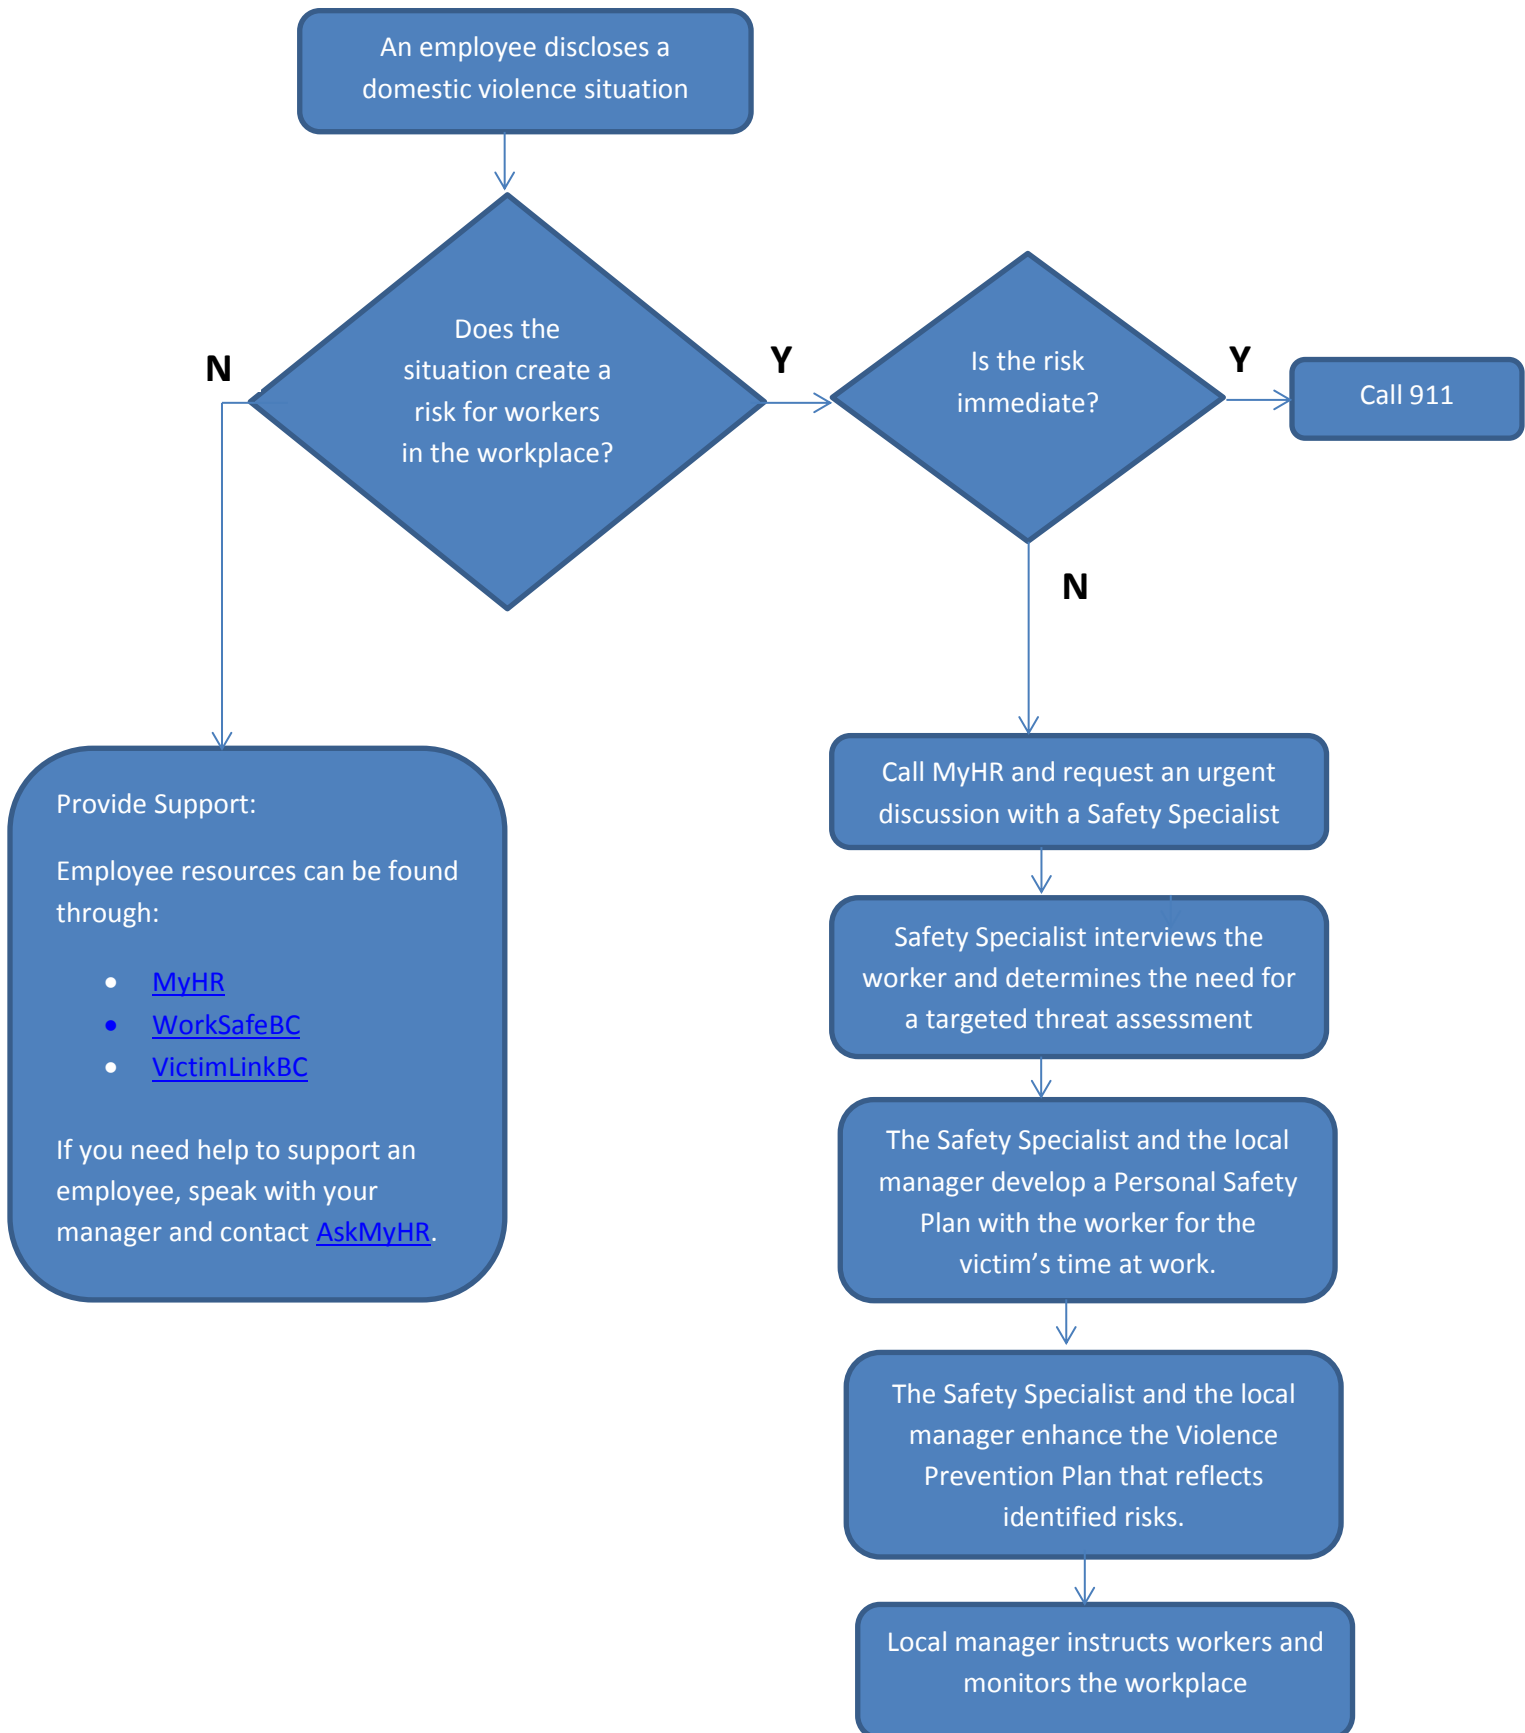 An employee discloses a
domestic violence situation
Does the
situation create a
risk for workers
in the workplace?
N
Y
Is the risk
immediate?
Y
Call 911
N
Provide Support:
Employee resources can be found
through:
• MyHR
• WorkSafeBC
• VictimLinkBC
If you need help to support an
employee, speak with your
manager and contact AskMyHR.
Call MyHR and request an urgent
discussion with a Safety Specialist
Safety Specialist interviews the
worker and determines the need for
a targeted threat assessment
The Safety Specialist and the local
manager develop a Personal Safety
Plan with the worker for the
victim’s time at work.
The Safety Specialist and the local
manager enhance the Violence
Prevention Plan that reflects
identified risks.
Local manager instructs workers and
monitors the workplace